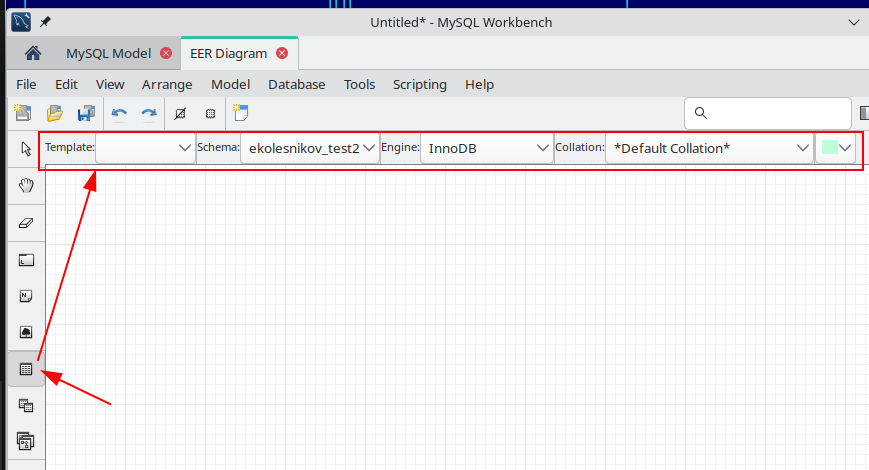 Untitled* - MySQL Workbench
MySQL Model EER Diagram
File Edit View Arrange Model Database Tools Scripting Help
Template: Schema: ekolesnikov_test2 Engine: InnoDB Collation: *Default Collation*
L
N